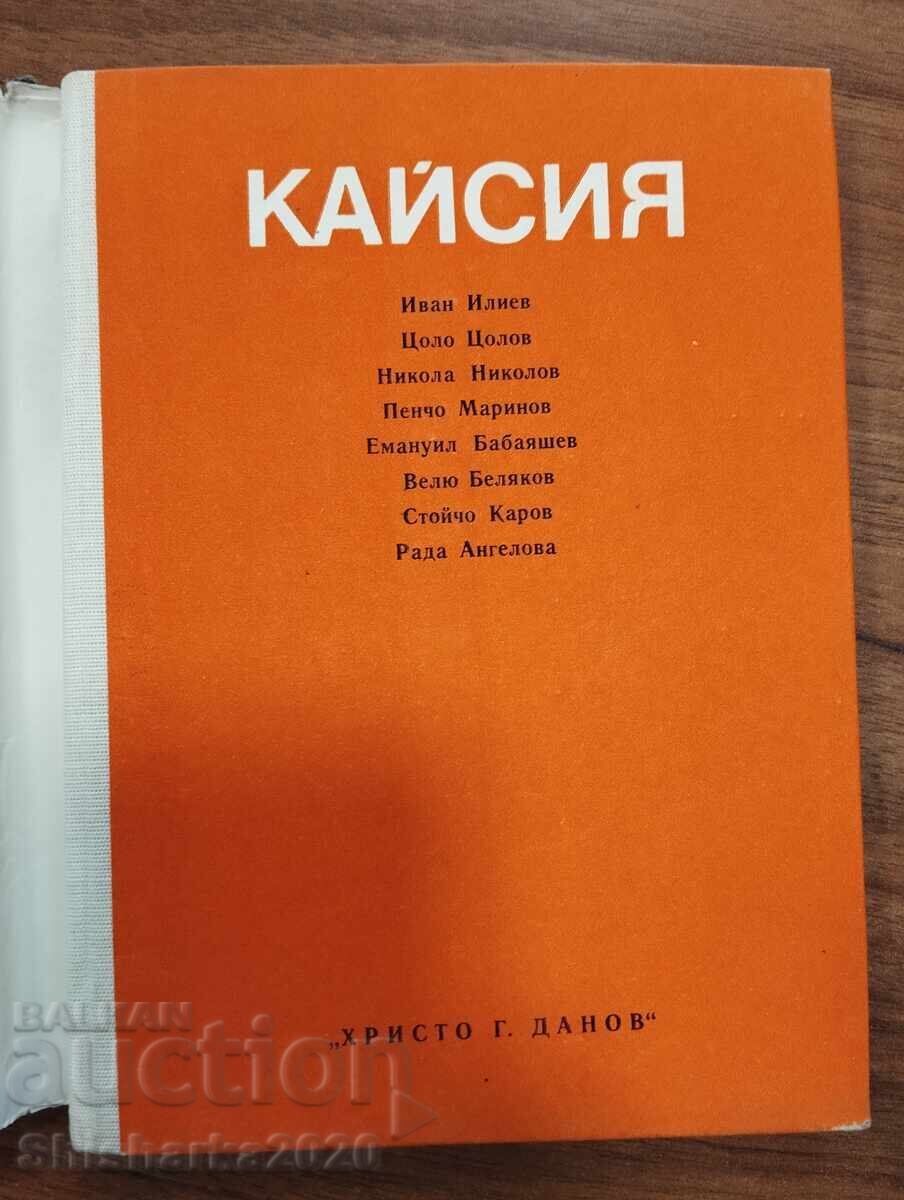 КАЙСИЯ
Иван Илиев
Цоло Цолов
Никола Николов
Пенчо Маринов
Емануил Бабаяшев
Велю Беляков
Стойчо Каров
Рада Ангелова
„ХРИСТО Г. ДАНОВ“
BALKAN
auction
Shisharka2020